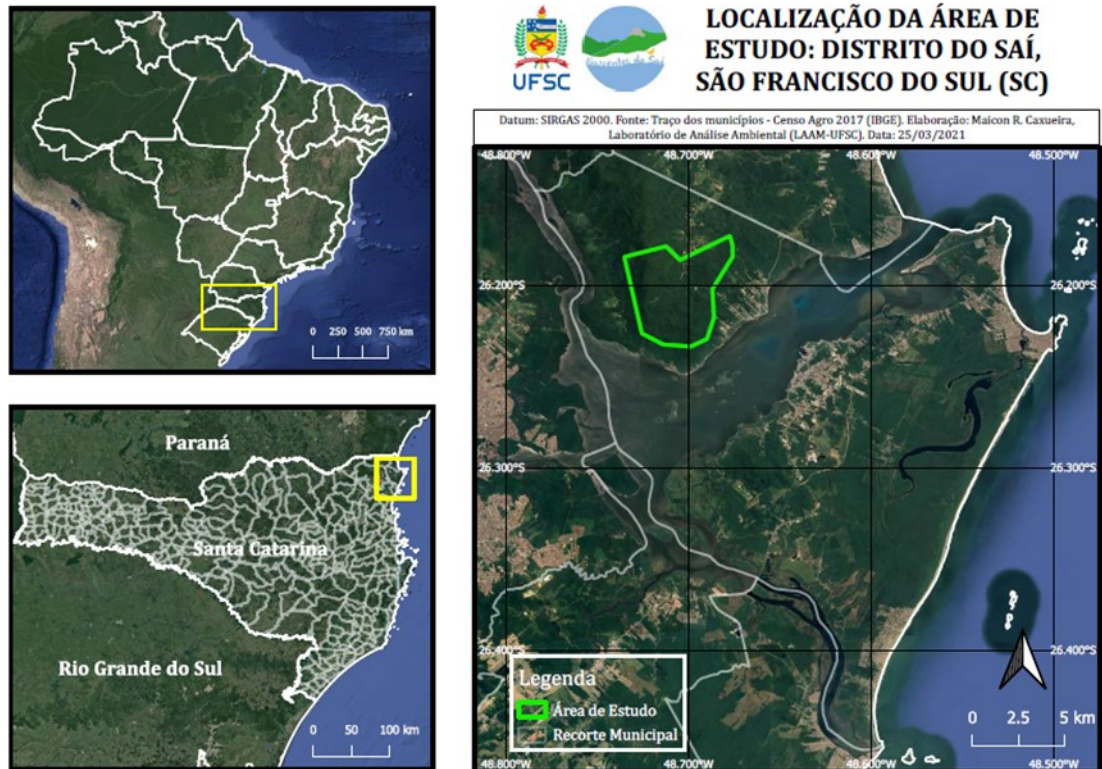 UFSC
LOCALIZAÇÃO DA ÁREA DE
ESTUDO: DISTRITO DO SAÍ,
SÃO FRANCISCO DO SUL (SC)
Datum: SIRGAS 2000. Fonte: Traço dos municípios - Censo Agro 2017 (IBGE). Elaboração: Maicon R. Caxueira,
Laboratório de Análise Ambiental (LAAM-UFSC). Data: 25/03/2021
0 250 500 750 km
Paraná
Santa Catarina
Rio Grande do Sul
0 50 100 km
48.800°W 48.700°W 48.600°W 48.500°W
26.200°S 26.200°S
26.300°S 26.300°S
26.400°S 26.400°S
Legenda
Área de Estudo
Recorte Municipal
0 2.5 5 km
48.800°W 48.700°W 48.600°W 48.500°W